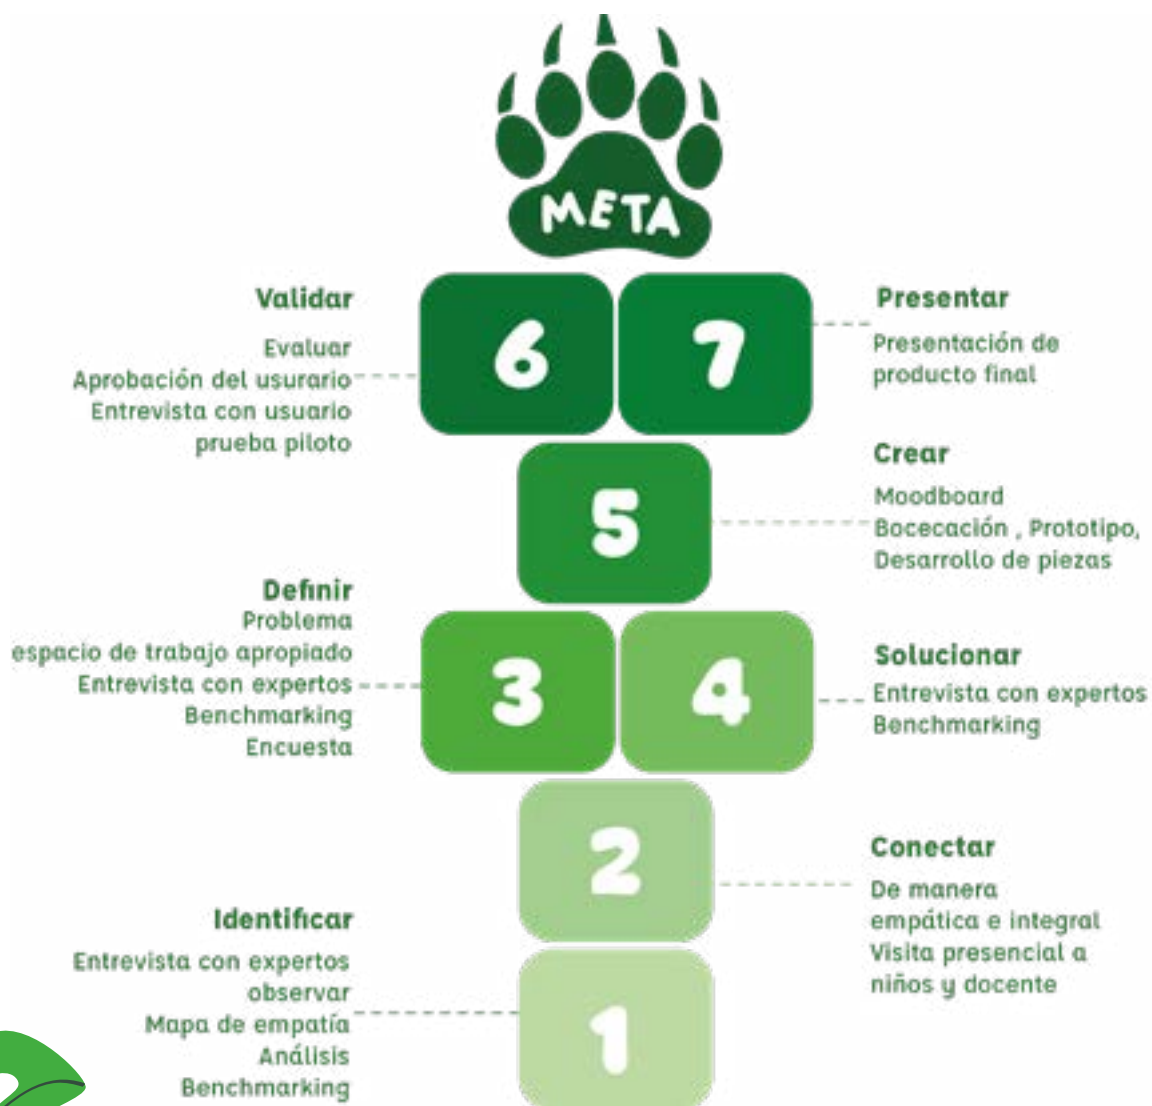 META
Validar
Evaluar
Aprobación del usurario
Entrevista con usuario
prueba piloto
6
7
Presentar
Presentación de
producto final
5
Crear
Moodboard
Bocecación , Prototipo,
Desarrollo de piezas
Definir
Problema
espacio de trabajo apropiado
Entrevista con expertos
Benchmarking
Encuesta
3
4
Solucionar
Entrevista con expertos
Benchmarking
2
Conectar
De manera
empática e integral
Visita presencial a
niños y docente
Identificar
Entrevista con expertos
observar
Mapa de empatía
Análisis
Benchmarking
1